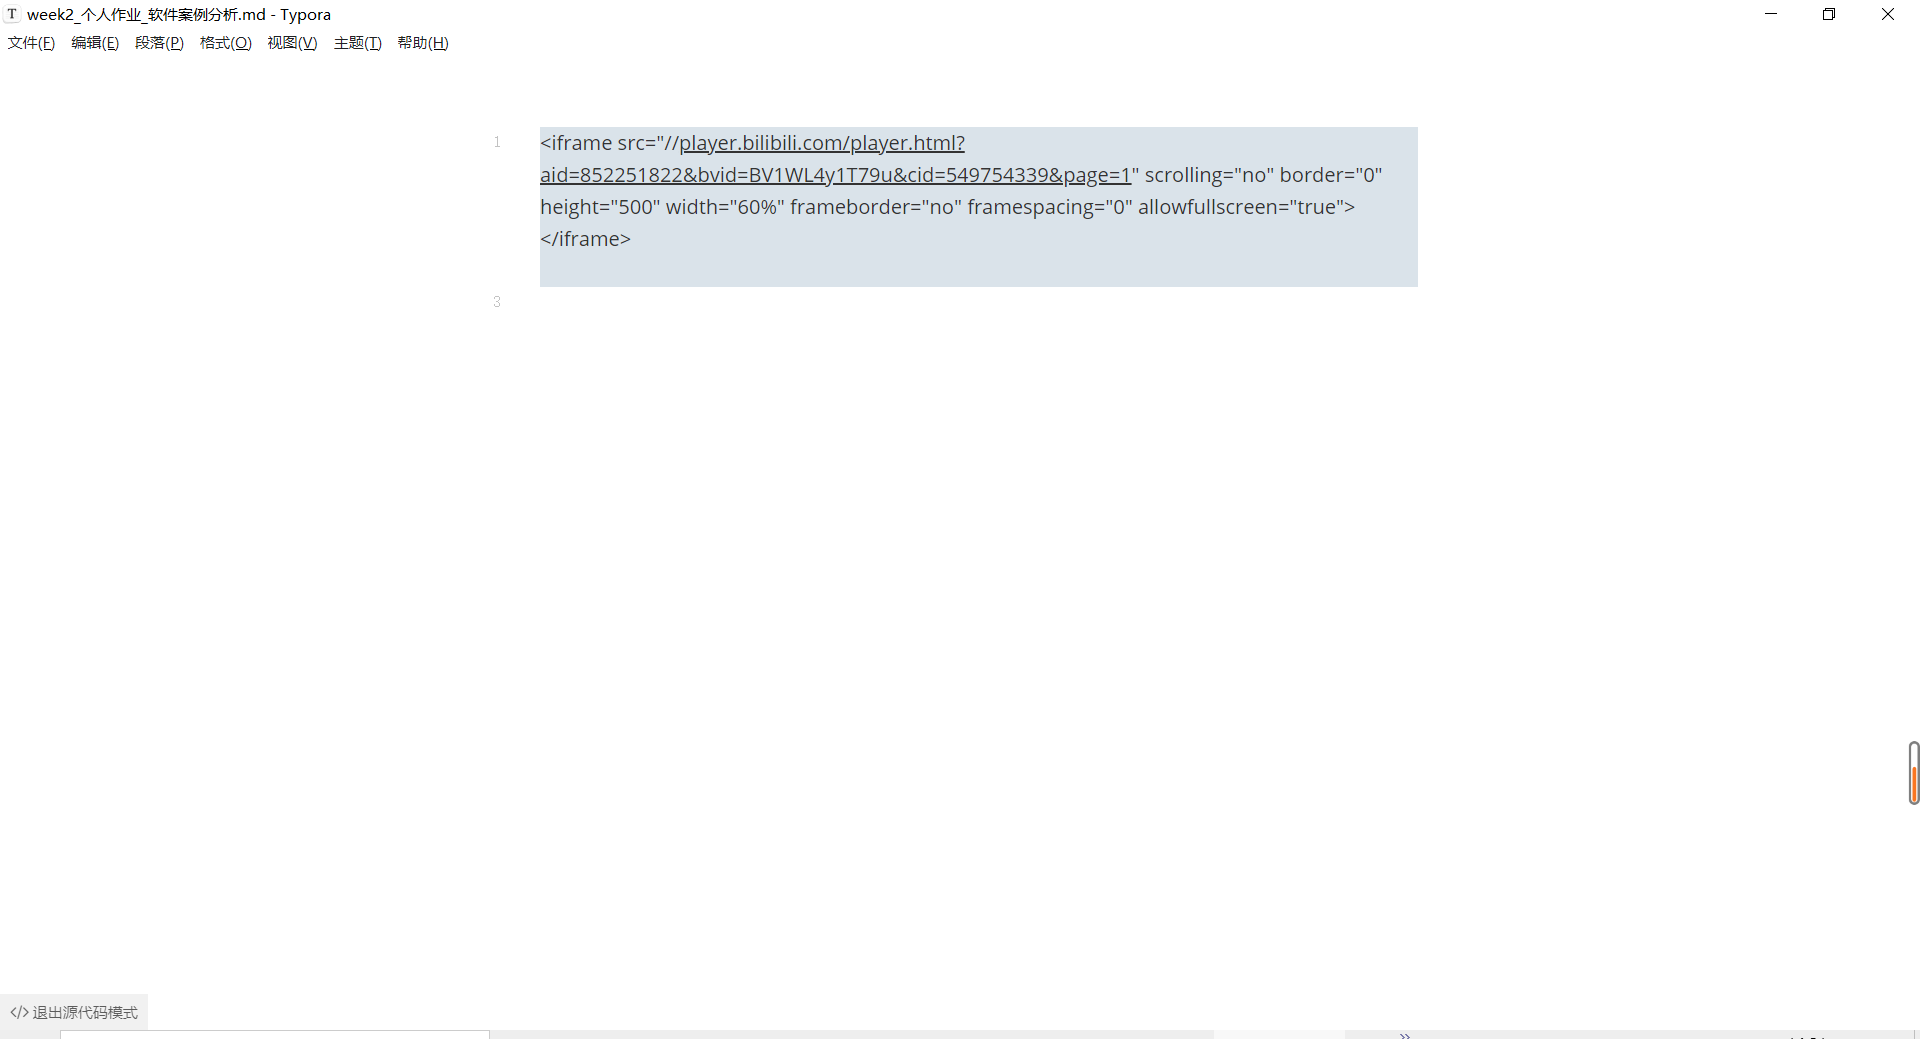 week2_个人作业_软件案例分析.md - Typora
文件(F) 编辑(E) 段落(P) 格式(O) 视图(V) 主题(T) 帮助(H)
1
<iframe src="//player.bilibili.com/player.html?
aid=852251822&bvid=BV1WL4y1T79u&cid=549754339&page=1" scrolling="no" border="0"
height="500" width="60%" frameborder="no" framespacing="0" allowfullscreen="true">
</iframe>
3
</> 退出源代码模式